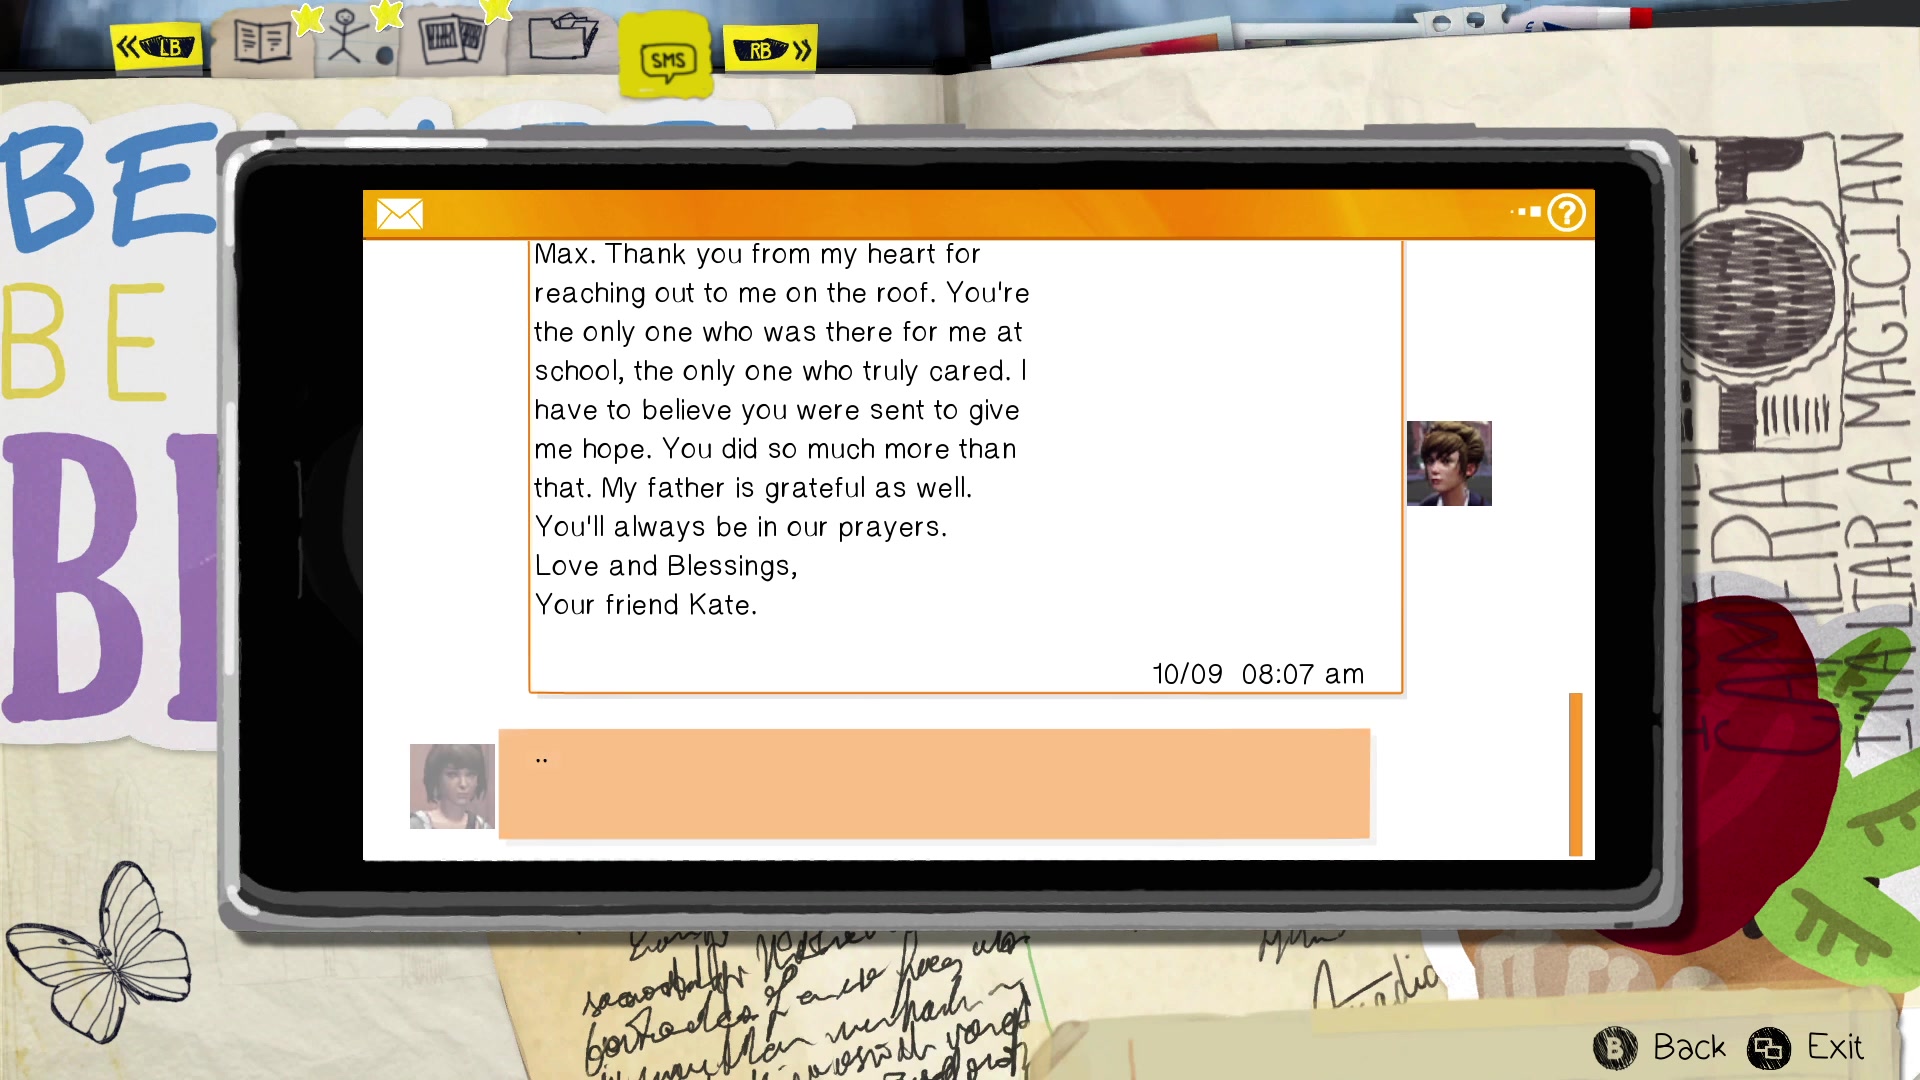 LB
SMS
RB
BE
BE
Max. Thank you from my heart for
reaching out to me on the roof. You're
the only one who was there for me at
school, the only one who truly cared. I
have to believe you were sent to give
me hope. You did so much more than
that. My father is grateful as well.
You'll always be in our prayers.
Love and Blessings,
Your friend Kate.
10/09 08:07 am
..
?
CAMERA
I'M A LIAR, A MAGICIAN
B Back
Exit